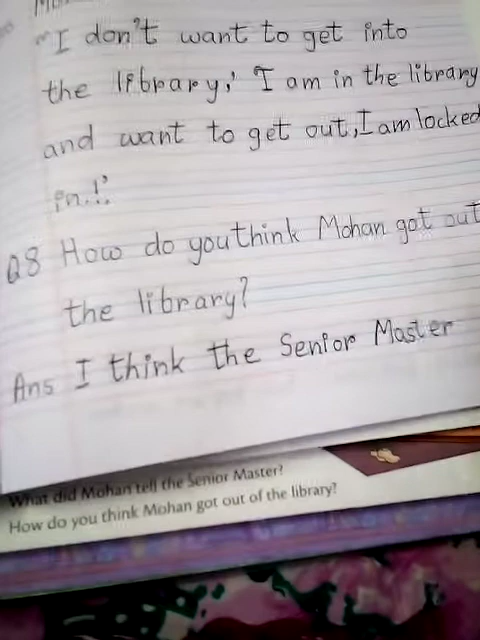 "I don't want to get into
the library,' 'I am in the library
and want to get out, I am locked
in.!'
Q8 How do you think Mohan got out
the library?
Ans I think the Senior Master
What did Mohan tell the Senior Master?
How do you think Mohan got out of the library?